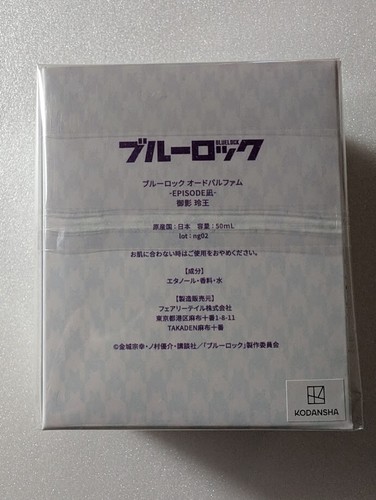 BLUELOCK
ブルーロック
ブルーロック オードパルファム
-EPISODE凪-
御影 玲王
原産国:日本 容量:50mL
lot:ng02
お肌に合わない時はご使用をおやめください。
【成分】
エタノール・香料・水
【製造販売元】
フェアリーテイル株式会社
東京都港区麻布十番1-8-11
TAKADEN麻布十番
©金城宗幸・ノ村優介・講談社/「ブルーロック」製作委員会
KODANSHA